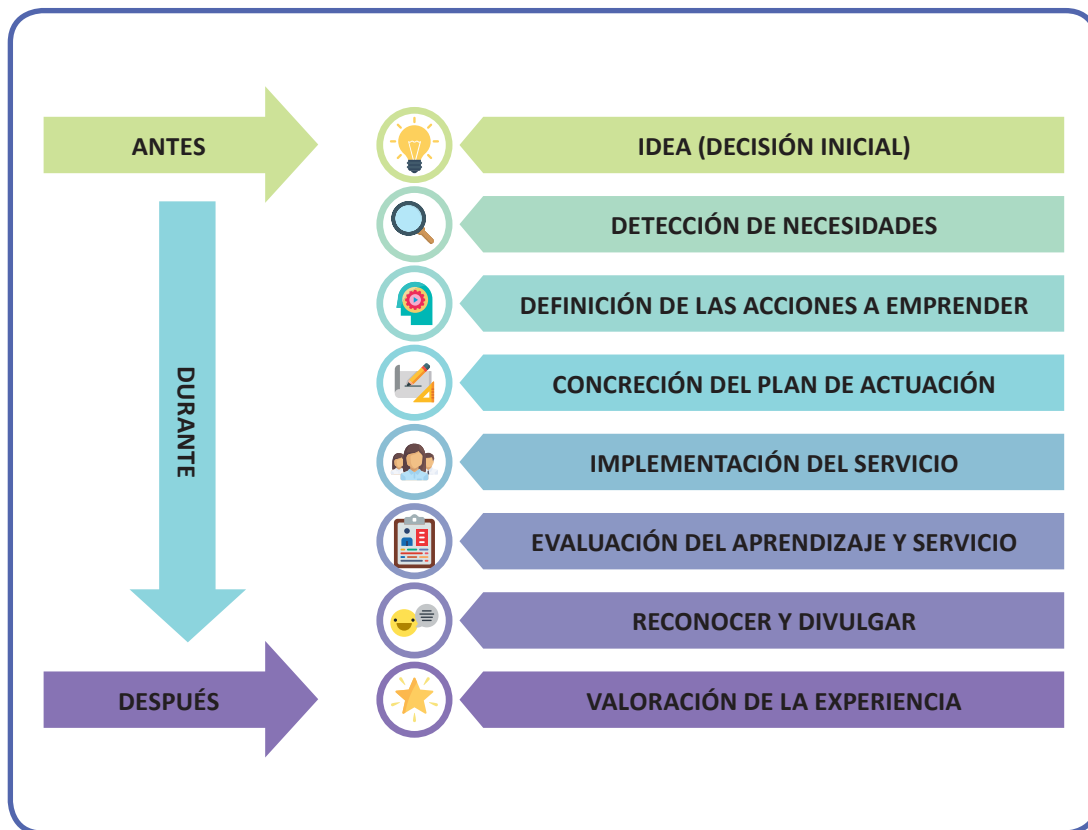 ANTES
IDEA (DECISIÓN INICIAL)
DETECCIÓN DE NECESIDADES
DEFINICIÓN DE LAS ACCIONES A EMPRENDER
DURANTE
CONCRECIÓN DEL PLAN DE ACTUACIÓN
IMPLEMENTACIÓN DEL SERVICIO
EVALUACIÓN DEL APRENDIZAJE Y SERVICIO
RECONOCER Y DIVULGAR
DESPUÉS
VALORACIÓN DE LA EXPERIENCIA